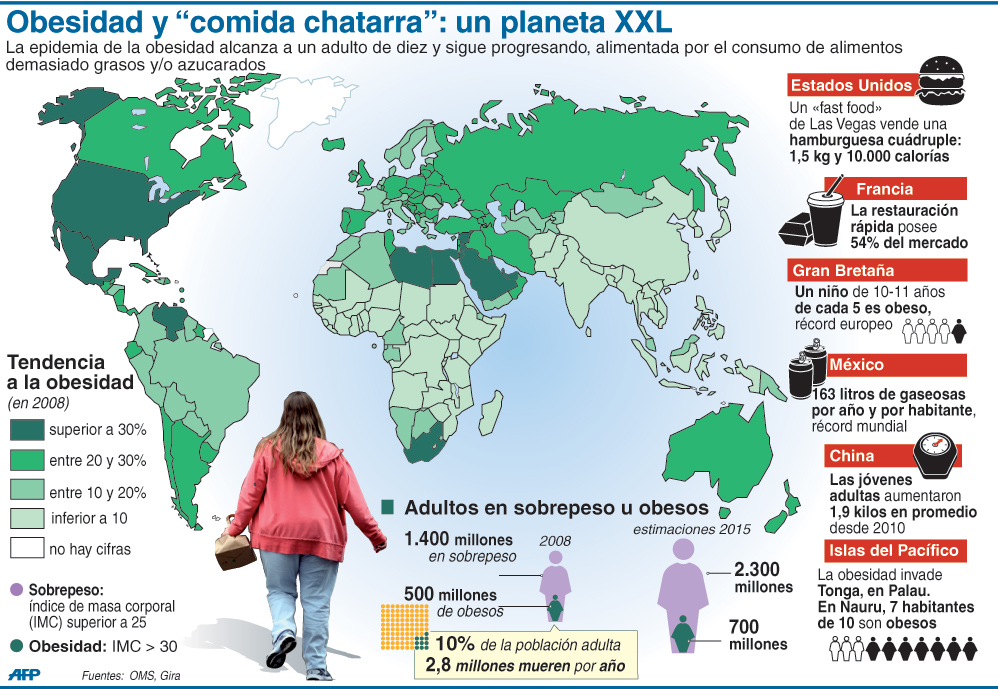 Obesidad y “comida chatarra”: un planeta XXL
La epidemia de la obesidad alcanza a un adulto de diez y sigue progresando, alimentada por el consumo de alimentos
demasiado grasos y/o azucarados
Estados Unidos
Un «fast food»
de Las Vegas vende una
hamburguesa cuádruple:
1,5 kg y 10.000 calorías
Francia
La restauración
rápida posee
54% del mercado
Gran Bretaña
Un niño de 10-11 años
de cada 5 es obeso,
récord europeo
México
163 litros de gaseosas
por año y por habitante,
récord mundial
China
Las jóvenes
adultas aumentaron
1,9 kilos en promedio
desde 2010
Islas del Pacífico
La obesidad invade
Tonga, en Palau.
En Nauru, 7 habitantes
de 10 son obesos
Tendencia
a la obesidad
(en 2008)
superior a 30%
entre 20 y 30%
entre 10 y 20%
inferior a 10
no hay cifras
Sobrepeso:
índice de masa corporal
(IMC) superior a 25
Obesidad: IMC > 30
Adultos en sobrepeso u obesos
1.400 millones
en sobrepeso
2008
estimaciones 2015
500 millones
de obesos
2.300
millones
700
millones
10% de la población adulta
2,8 millones mueren por año
AFP
Fuentes: OMS, Gira